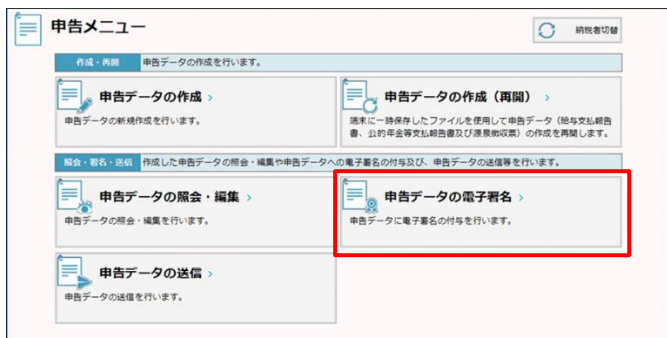 申告メニュー
納税者切替
作成・再開 申告データの作成を行います。
申告データの作成 >
申告データの新規作成を行います。
申告データの作成（再開） >
端末に一時保存したファイルを使用して申告データ（給与支払報告
書、公的年金等支払報告書及び源泉徴収票）の作成を再開します。
照会・署名・送信 作成した申告データの照会・編集や申告データへの電子署名の付与及び、申告データの送信等を行います。
申告データの照会・編集 >
申告データの照会・編集を行います。
申告データの電子署名 >
申告データに電子署名の付与を行います。
申告データの送信 >
申告データの送信を行います。